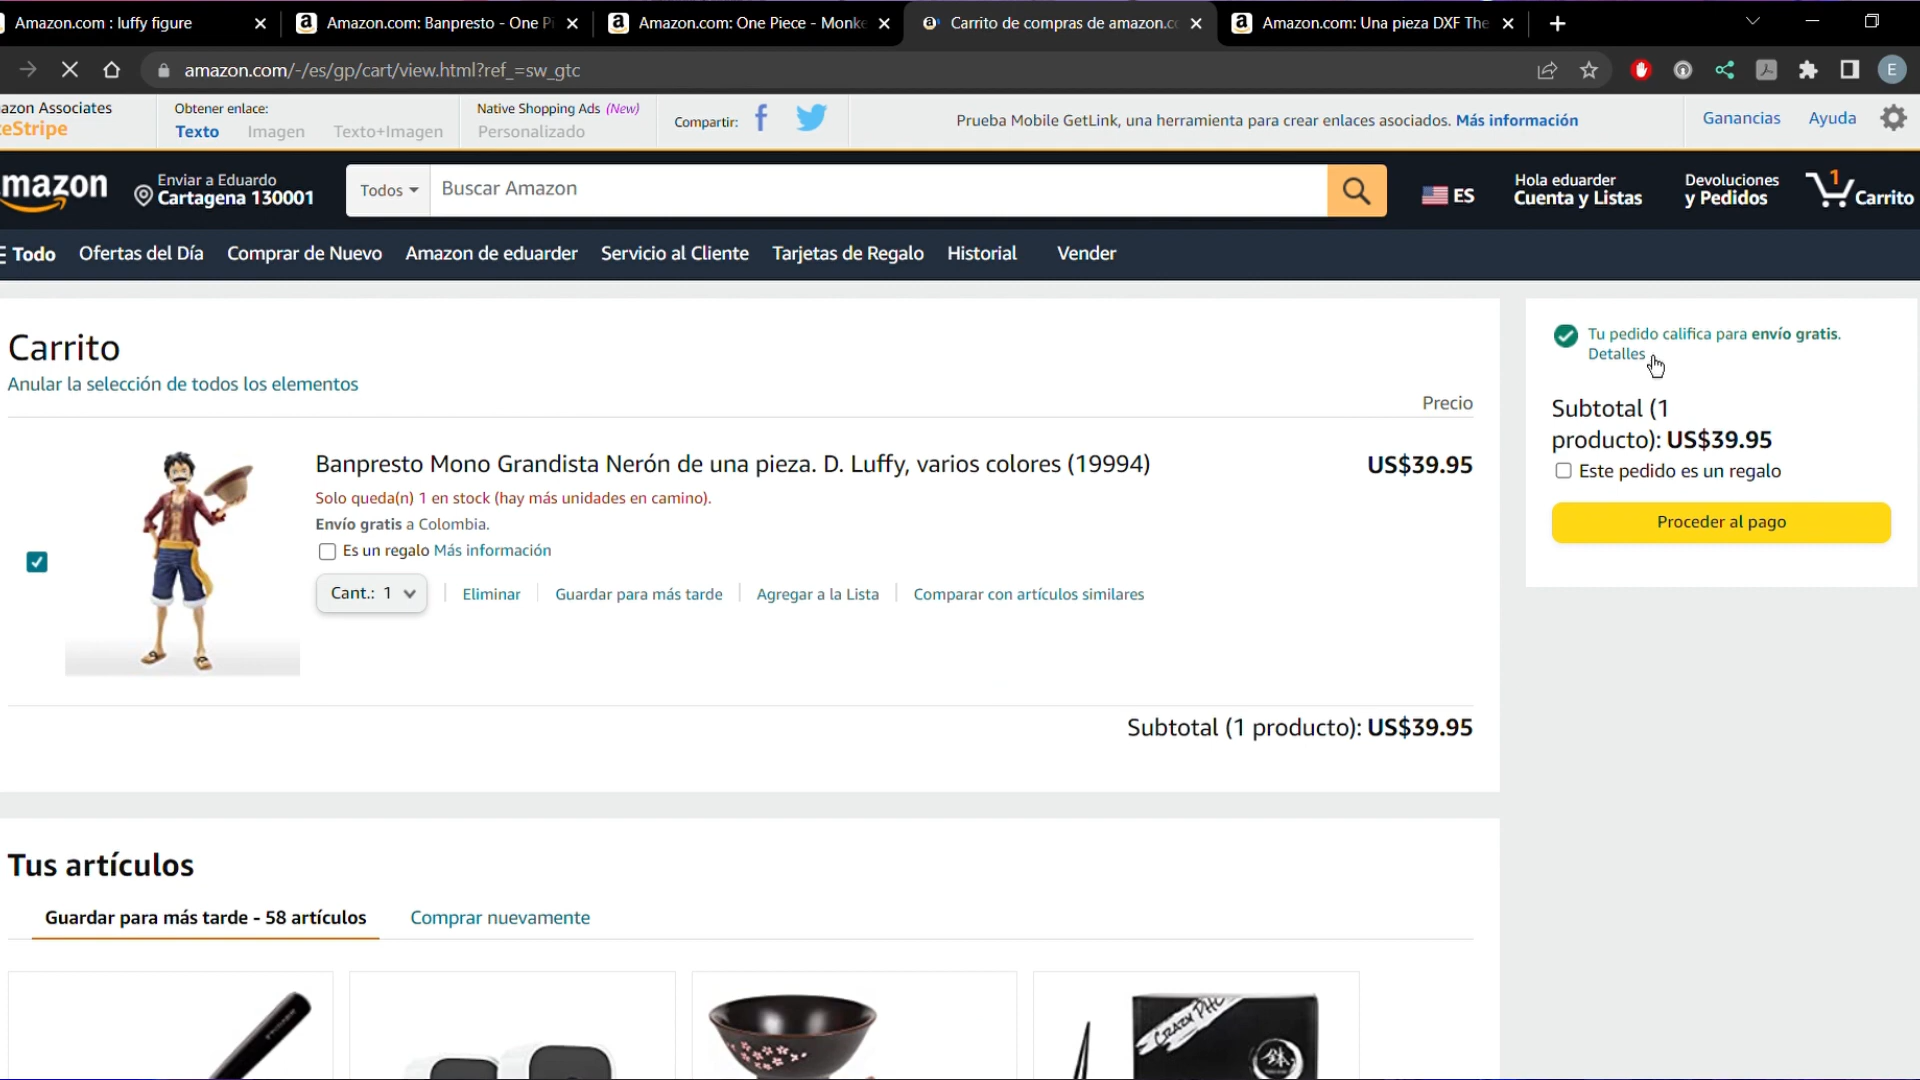 Amazon.com : luffy figure
Amazon.com: Banpresto - One Pi
Amazon.com: One Piece - Monke
Carrito de compras de amazon.co
Amazon.com: Una pieza DXF The
amazon.com/-/es/gp/cart/view.html?ref_=sw_gtc
E
azon Associates
eStripe
Obtener enlace:
Texto Imagen Texto+Imagen
Native Shopping Ads (New)
Personalizado
Compartir:
Prueba Mobile GetLink, una herramienta para crear enlaces asociados. Más información
Ganancias Ayuda
mazon
Enviar a Eduardo
Cartagena 130001
Todos
Buscar Amazon
ES
Hola eduarder
Cuenta y Listas
Devoluciones
y Pedidos
1
Carrito
Todo Ofertas del Día Comprar de Nuevo Amazon de eduarder Servicio al Cliente Tarjetas de Regalo Historial Vender
Carrito
Anular la selección de todos los elementos
Precio
Banpresto Mono Grandista Nerón de una pieza. D. Luffy, varios colores (19994)
US$39.95
Solo queda(n) 1 en stock (hay más unidades en camino).
Envío gratis a Colombia.
Es un regalo Más información
Cant.: 1
Eliminar
Guardar para más tarde
Agregar a la Lista
Comparar con artículos similares
Subtotal (1 producto): US$39.95
Tu pedido califica para envío gratis.
Detalles
Subtotal (1
producto): US$39.95
Este pedido es un regalo
Proceder al pago
Tus artículos
Guardar para más tarde - 58 artículos
Comprar nuevamente
CRAZY PHO